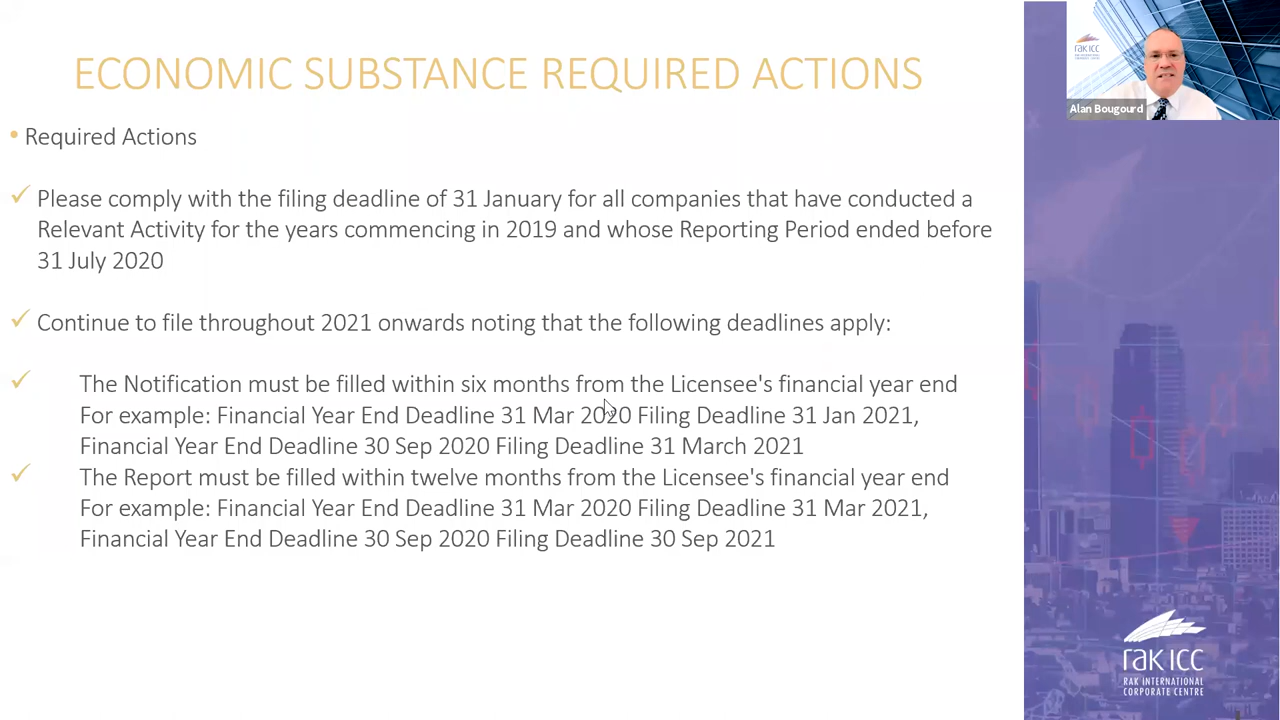 ECONOMIC SUBSTANCE REQUIRED ACTIONS
• Required Actions
✓ Please comply with the filing deadline of 31 January for all companies that have conducted a
Relevant Activity for the years commencing in 2019 and whose Reporting Period ended before
31 July 2020
✓ Continue to file throughout 2021 onwards noting that the following deadlines apply:
✓ The Notification must be filled within six months from the Licensee's financial year end
For example: Financial Year End Deadline 31 Mar 2020 Filing Deadline 31 Jan 2021,
Financial Year End Deadline 30 Sep 2020 Filing Deadline 31 March 2021
✓ The Report must be filled within twelve months from the Licensee's financial year end
For example: Financial Year End Deadline 31 Mar 2020 Filing Deadline 31 Mar 2021,
Financial Year End Deadline 30 Sep 2020 Filing Deadline 30 Sep 2021
rak icc
Alan Bougourd
rak icc
RAK INTERNATIONAL
CORPORATE CENTRE